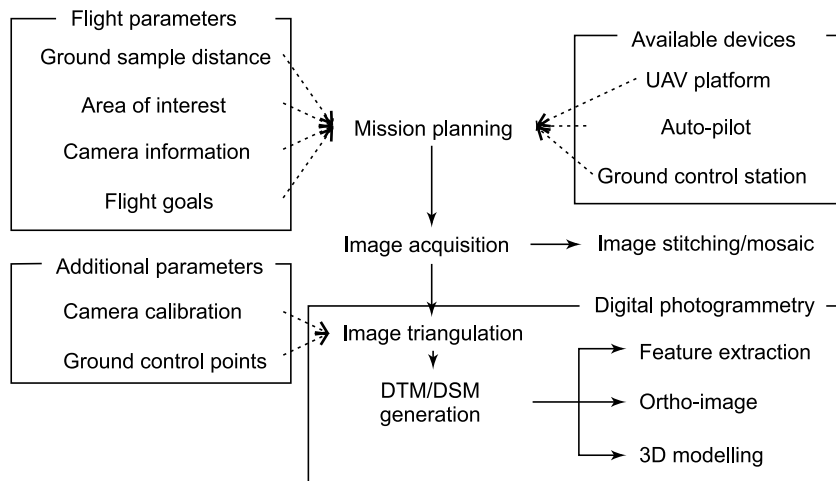 Flight parameters
Ground sample distance
Area of interest
Camera information
Flight goals
Available devices
UAV platform
Auto-pilot
Ground control station
Mission planning
Image acquisition
Image stitching/mosaic
Additional parameters
Camera calibration
Ground control points
Digital photogrammetry
Image triangulation
DTM/DSM
generation
Feature extraction
Ortho-image
3D modelling